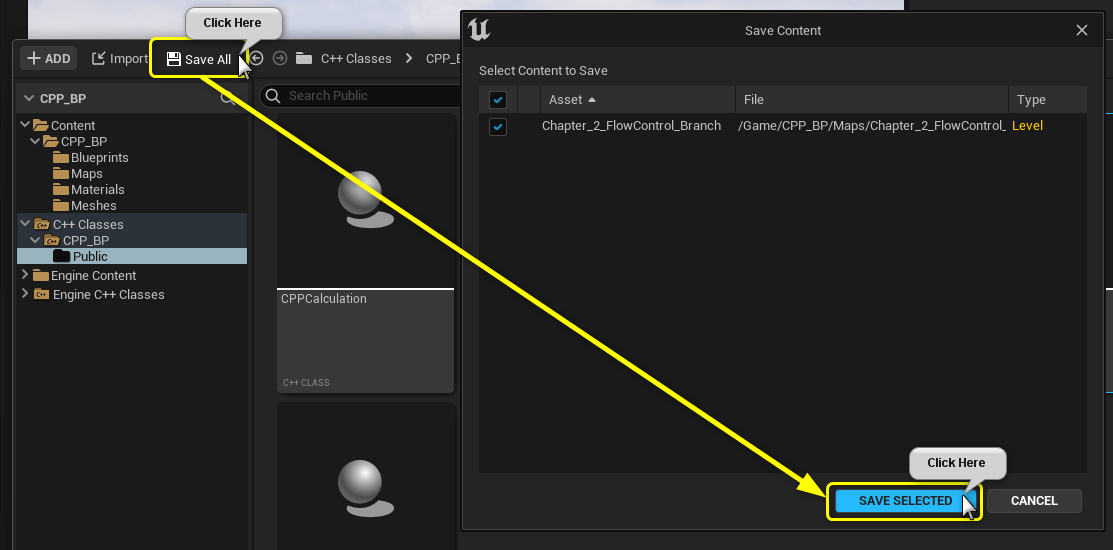 Click Here
ADD
Import
Save All
C++ Classes
CPP_B
CPP_BP
Search Public
Content
CPP_BP
Blueprints
Maps
Materials
Meshes
C++ Classes
CPP_BP
Public
Engine Content
Engine C++ Classes
CPPCalculation
C++ CLASS
Save Content
Select Content to Save
Asset File Type
Chapter_2_FlowControl_Branch /Game/CPP_BP/Maps/Chapter_2_FlowControl_ Level
Click Here
SAVE SELECTED
CANCEL